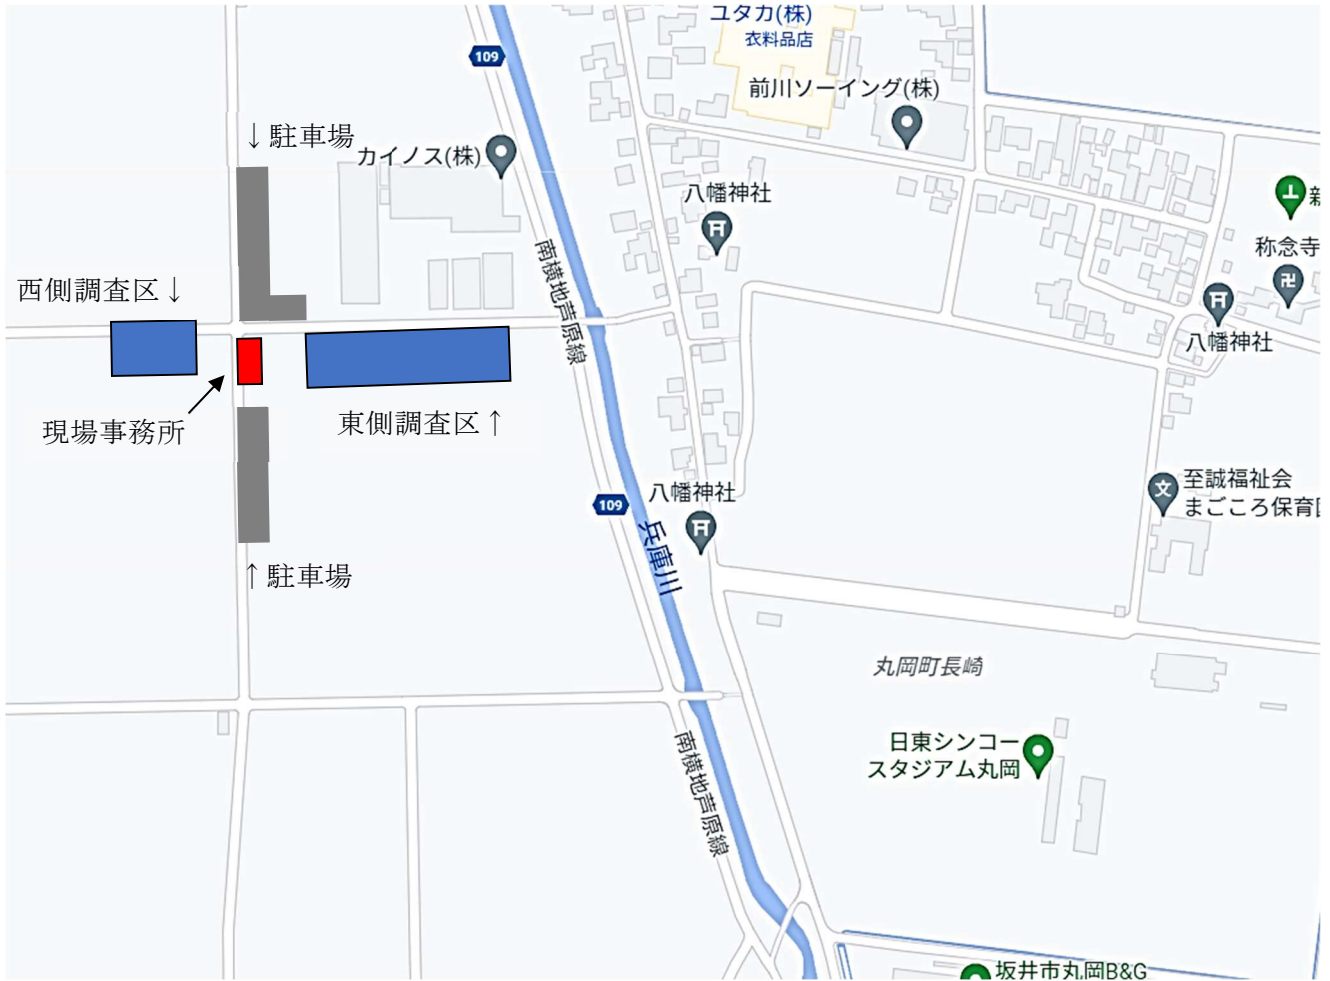 ユタカ(株)
衣料品店
109
前川ソーイング(株)
↓駐車場
カイノス(株)
八幡神社
新
称念寺
南横地芦原線
西側調査区↓
八幡神社
現場事務所
東側調査区↑
109
八幡神社
兵庫川
至誠福祉会
まごころ保育園
↑駐車場
丸岡町長崎
日東シンコー
スタジアム丸岡
南横地芦原線
坂井市丸岡B&G